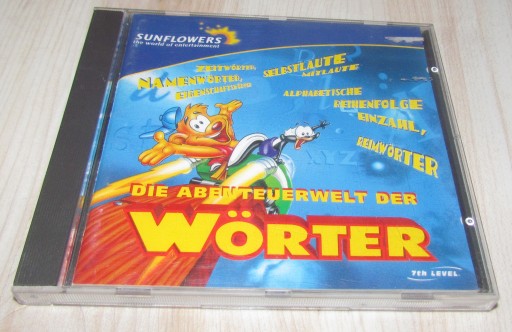 SUNFLOWERS
the world of entertainment
ZEITWÖRTER,
NAMENWÖRTER,
EIGENSCHAFTSWÖRTER
SELBSTLAUTE
MITLAUTE
ALPHABETISCHE
REIHENFOLGE
EINZAHL,
REIMWÖRTER
DIE ABENTEUERWELT DER
WÖRTER
7th LEVEL